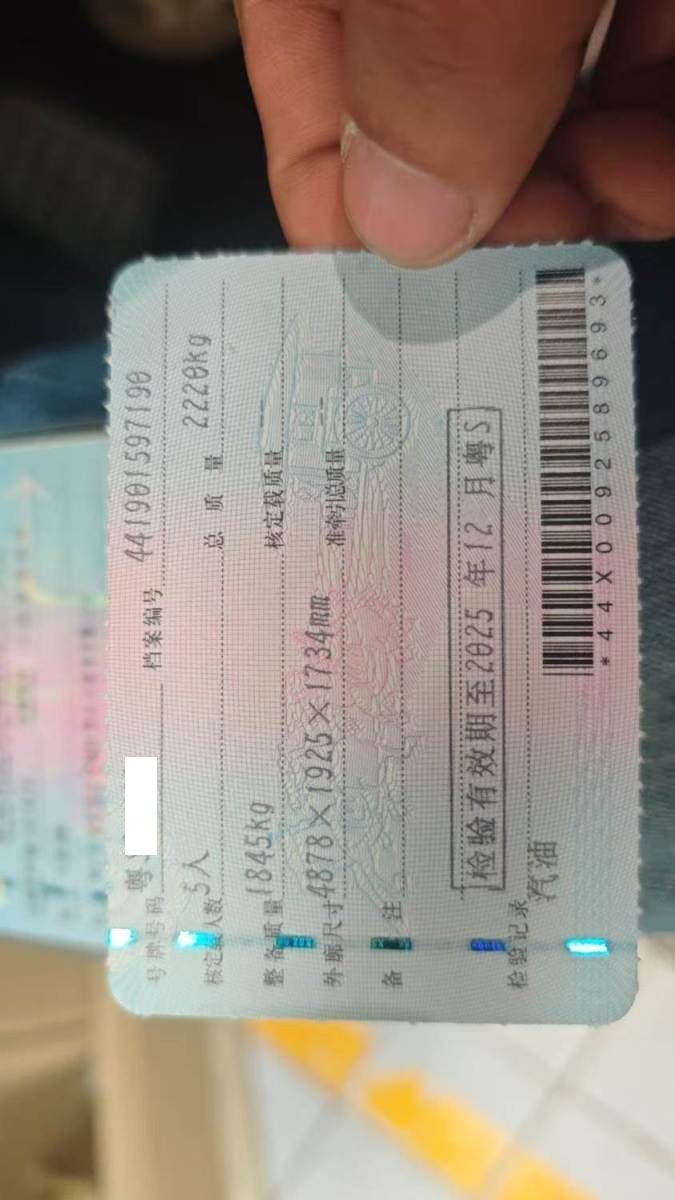 号牌号码 粤 档案编号 441901597190
核定载人数 5人 总质量 2220kg
整备质量 1845kg 核定载质量 --
外廓尺寸 4878×1925×1734mm 准牵引总质量 --
备注
检验有效期至2025年12月粤S
检验记录
汽油
*44X0092589693*